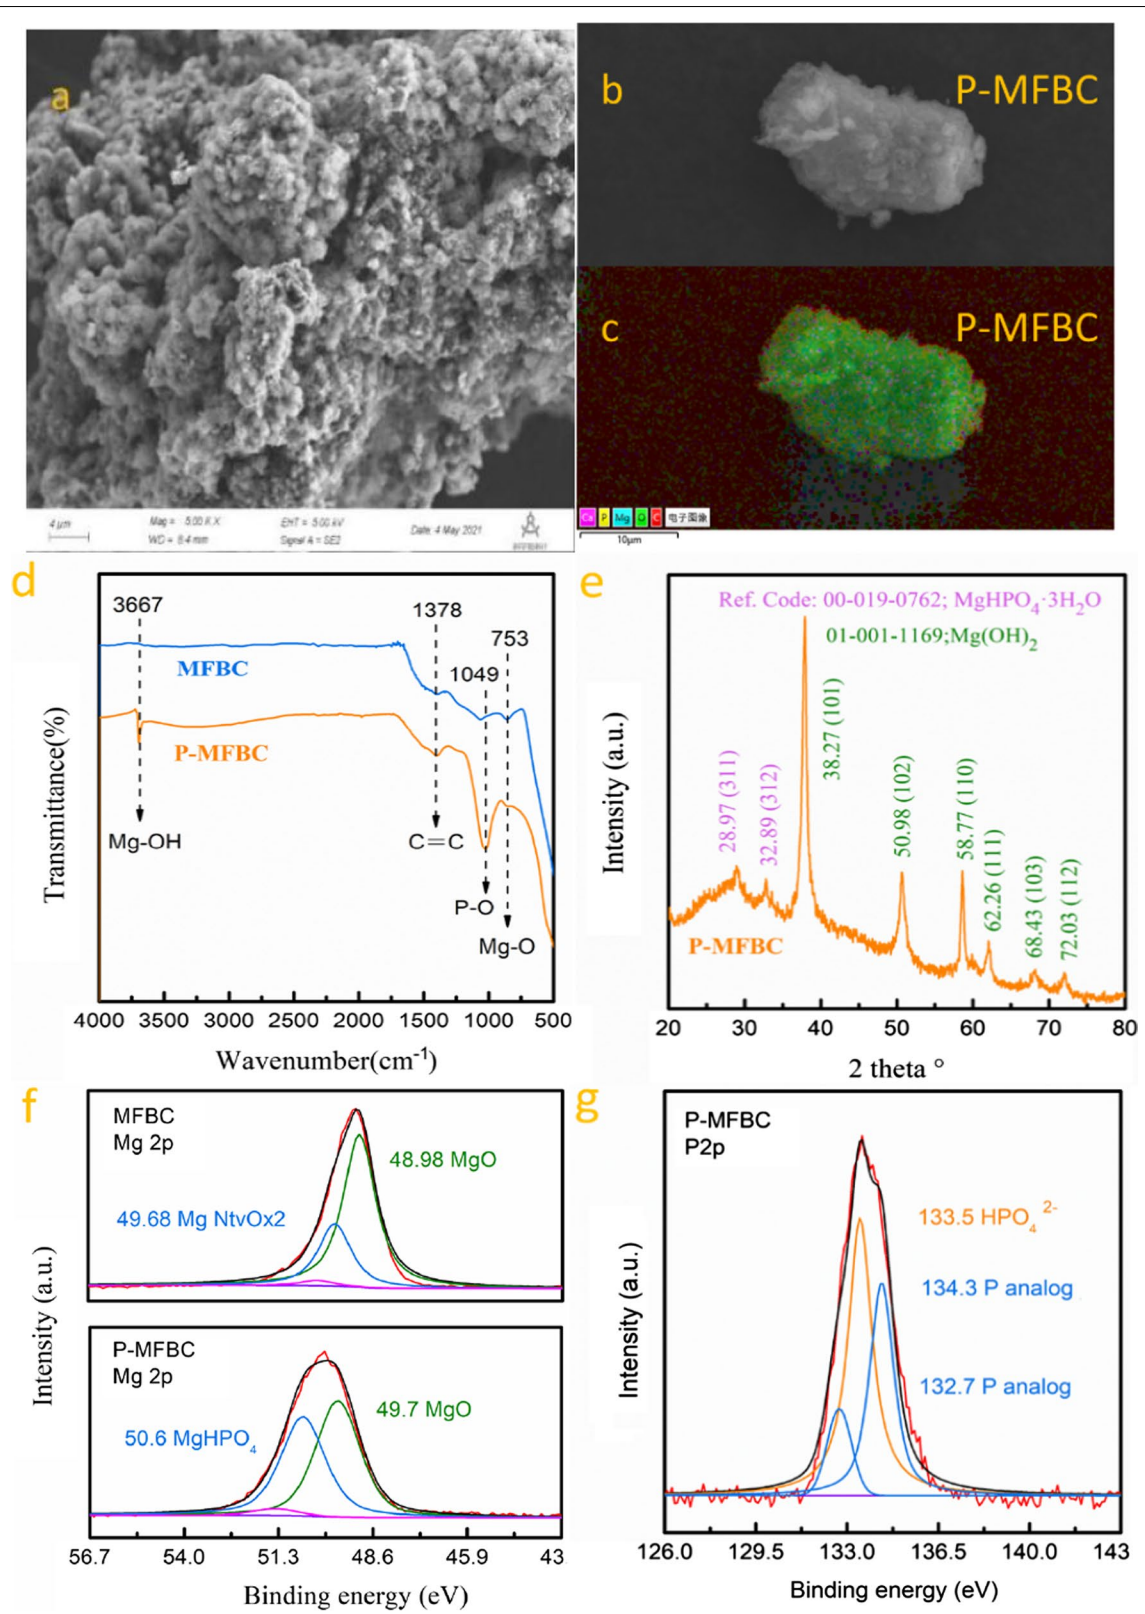 a
4 μm
Mag = 5.00 K X
EHT = 5.00 kV
Date: 4 May 2021
WD = 8.4 mm
Signal A = SE2
b
P-MFBC
c
P-MFBC
Ca P Mg O C 电子图像
10μm
d
3667
1378
753
1049
MFBC
P-MFBC
Mg-OH
C=C
P-O
Mg-O
Transmittance(%)
4000 3500 3000 2500 2000 1500 1000 500
Wavenumber(cm⁻¹)
e
Ref. Code: 00-019-0762; MgHPO₄·3H₂O
01-001-1169;Mg(OH)₂
28.97 (311)
32.89 (312)
38.27 (101)
50.98 (102)
58.77 (110)
62.26 (111)
68.43 (103)
72.03 (112)
P-MFBC
Intensity (a.u.)
20 30 40 50 60 70 80
2 theta °
f
MFBC
Mg 2p
48.98 MgO
49.68 Mg NtvOx2
P-MFBC
Mg 2p
49.7 MgO
50.6 MgHPO₄
Intensity (a.u.)
56.7 54.0 51.3 48.6 45.9 43
Binding energy (eV)
g
P-MFBC
P2p
133.5 HPO₄ ²⁻
134.3 P analog
132.7 P analog
Intensity (a.u.)
126.0 129.5 133.0 136.5 140.0 143
Binding energy (eV)